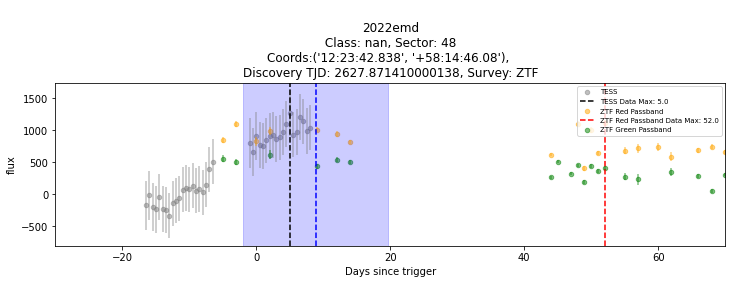 2022emd
Class: nan, Sector: 48
Coords:('12:23:42.838', '+58:14:46.08'),
Discovery TJD: 2627.871410000138, Survey: ZTF
TESS
TESS Data Max: 5.0
ZTF Red Passband
ZTF Red Passband Data Max: 52.0
ZTF Green Passband
flux
1500
1000
500
0
−500
−20
0
20
40
60
Days since trigger